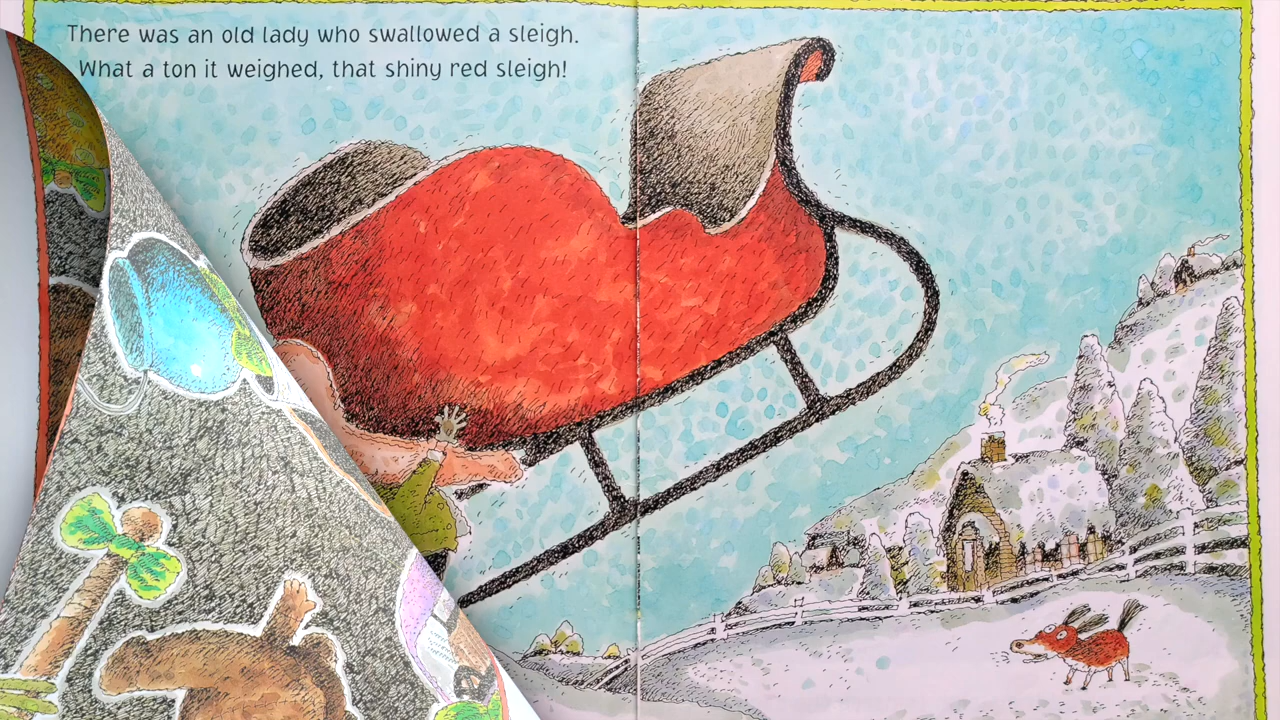 There was an old lady who swallowed a sleigh.
What a ton it weighed, that shiny red sleigh!